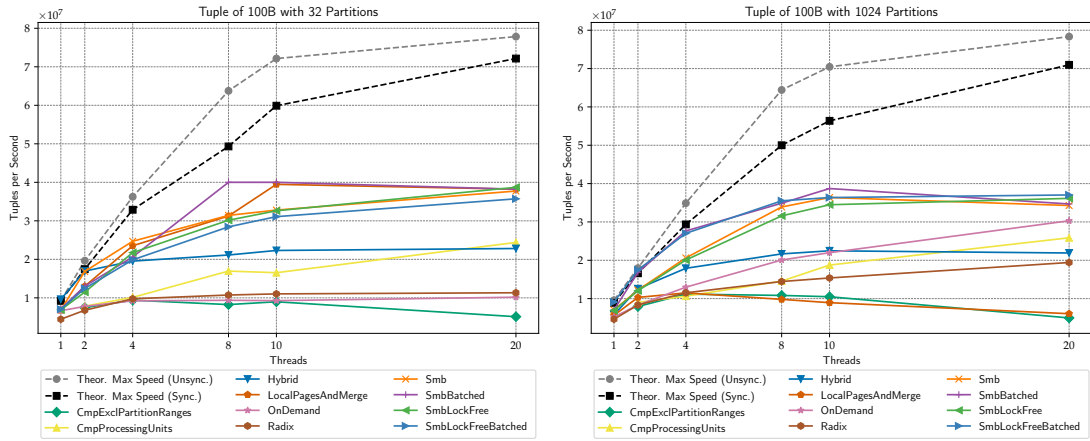 Tuple of 100B with 32 Partitions
×10⁷
8
7
6
5
4
3
2
1
Tuples per Second
1 2 4 8 10 20
Threads
Theor. Max Speed (Unsync.)
Theor. Max Speed (Sync.)
CmpExclPartitionRanges
CmpProcessingUnits
Hybrid
LocalPagesAndMerge
OnDemand
Radix
Smb
SmbBatched
SmbLockFree
SmbLockFreeBatched
Tuple of 100B with 1024 Partitions
×10⁷
8
7
6
5
4
3
2
1
Tuples per Second
1 2 4 8 10 20
Threads
Theor. Max Speed (Unsync.)
Theor. Max Speed (Sync.)
CmpExclPartitionRanges
CmpProcessingUnits
Hybrid
LocalPagesAndMerge
OnDemand
Radix
Smb
SmbBatched
SmbLockFree
SmbLockFreeBatched